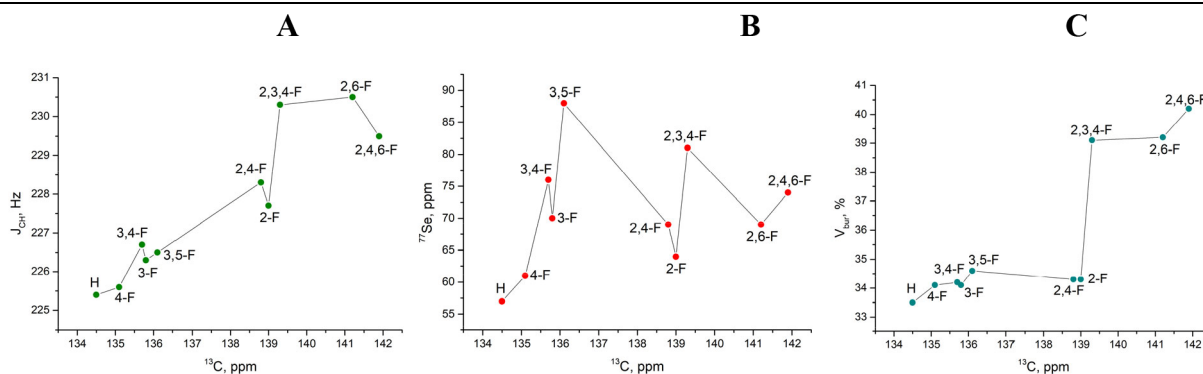 A
B
C
J_CH, Hz
231
230
229
228
227
226
225
134 135 136 137 138 139 140 141 142
¹³C, ppm
H
4-F
3,4-F
3-F
3,5-F
2,4-F
2-F
2,3,4-F
2,6-F
2,4,6-F
⁷⁷Se, ppm
90
85
80
75
70
65
60
55
134 135 136 137 138 139 140 141 142
¹³C, ppm
H
4-F
3,4-F
3-F
3,5-F
2,4-F
2-F
2,3,4-F
2,6-F
2,4,6-F
V_bur, %
41
40
39
38
37
36
35
34
33
134 135 136 137 138 139 140 141 142
¹³C, ppm
H
4-F
3,4-F
3-F
3,5-F
2,4-F
2-F
2,3,4-F
2,6-F
2,4,6-F